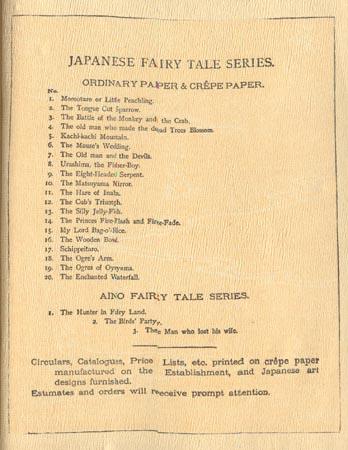 JAPANESE FAIRY TALE SERIES.
ORDINARY PAPER & CRÊPE PAPER.
No.
1. Momotaro or Little Peachling.
2. The Tongue Cut Sparrow.
3. The Battle of the Monkey and the Crab.
4. The old man who made the dead Trees Blossom.
5. Kachi-kachi Mountain.
6. The Mouse's Wedding.
7. The Old man and the Devils.
8. Urashima, the Fisher-Boy.
9. The Eight-Headed Serpent.
10. The Matsuyama Mirror.
11. The Hare of Inaba.
12. The Cub's Triumph.
13. The Silly Jelly-Fish.
14. The Princes Fire-Flash and Fire-Fade.
15. My Lord Bag-o'-Rice.
16. The Wooden Bowl.
17. Schippeitaro.
18. The Ogre's Arm.
19. The Ogres of Oyeyama.
20. The Enchanted Waterfall.
AINO FAIRY TALE SERIES.
1. The Hunter in Fairy Land.
2. The Birds' Party.
3. The Man who lost his wife.
Circulars, Catalogues, Price Lists, etc. printed on crêpe paper
manufactured on the Establishment, and Japanese art
designs furnished.
Estimates and orders will receive prompt attention.